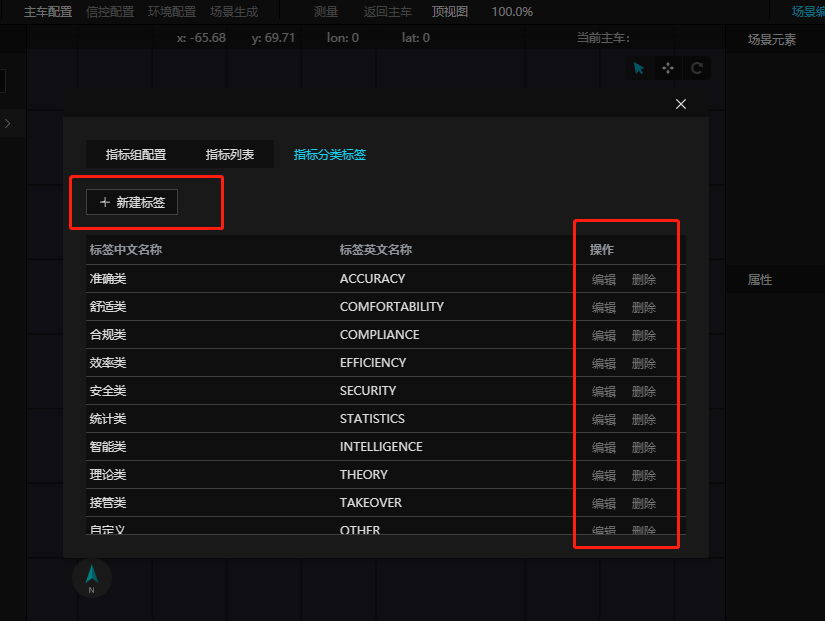 主车配置 信控配置 环境配置 场景生成 测量 返回主车 顶视图 100.0% 场景编
x: -65.68 y: 69.71 lon: 0 lat: 0 当前主车: 场景元素
指标组配置 指标列表 指标分类标签
+ 新建标签
标签中文名称 标签英文名称 操作
准确类 ACCURACY 编辑 删除
属性
舒适类 COMFORTABILITY 编辑 删除
合规类 COMPLIANCE 编辑 删除
效率类 EFFICIENCY 编辑 删除
安全类 SECURITY 编辑 删除
统计类 STATISTICS 编辑 删除
智能类 INTELLIGENCE 编辑 删除
理论类 THEORY 编辑 删除
接管类 TAKEOVER 编辑 删除
自定义 OTHER 编辑 删除
N